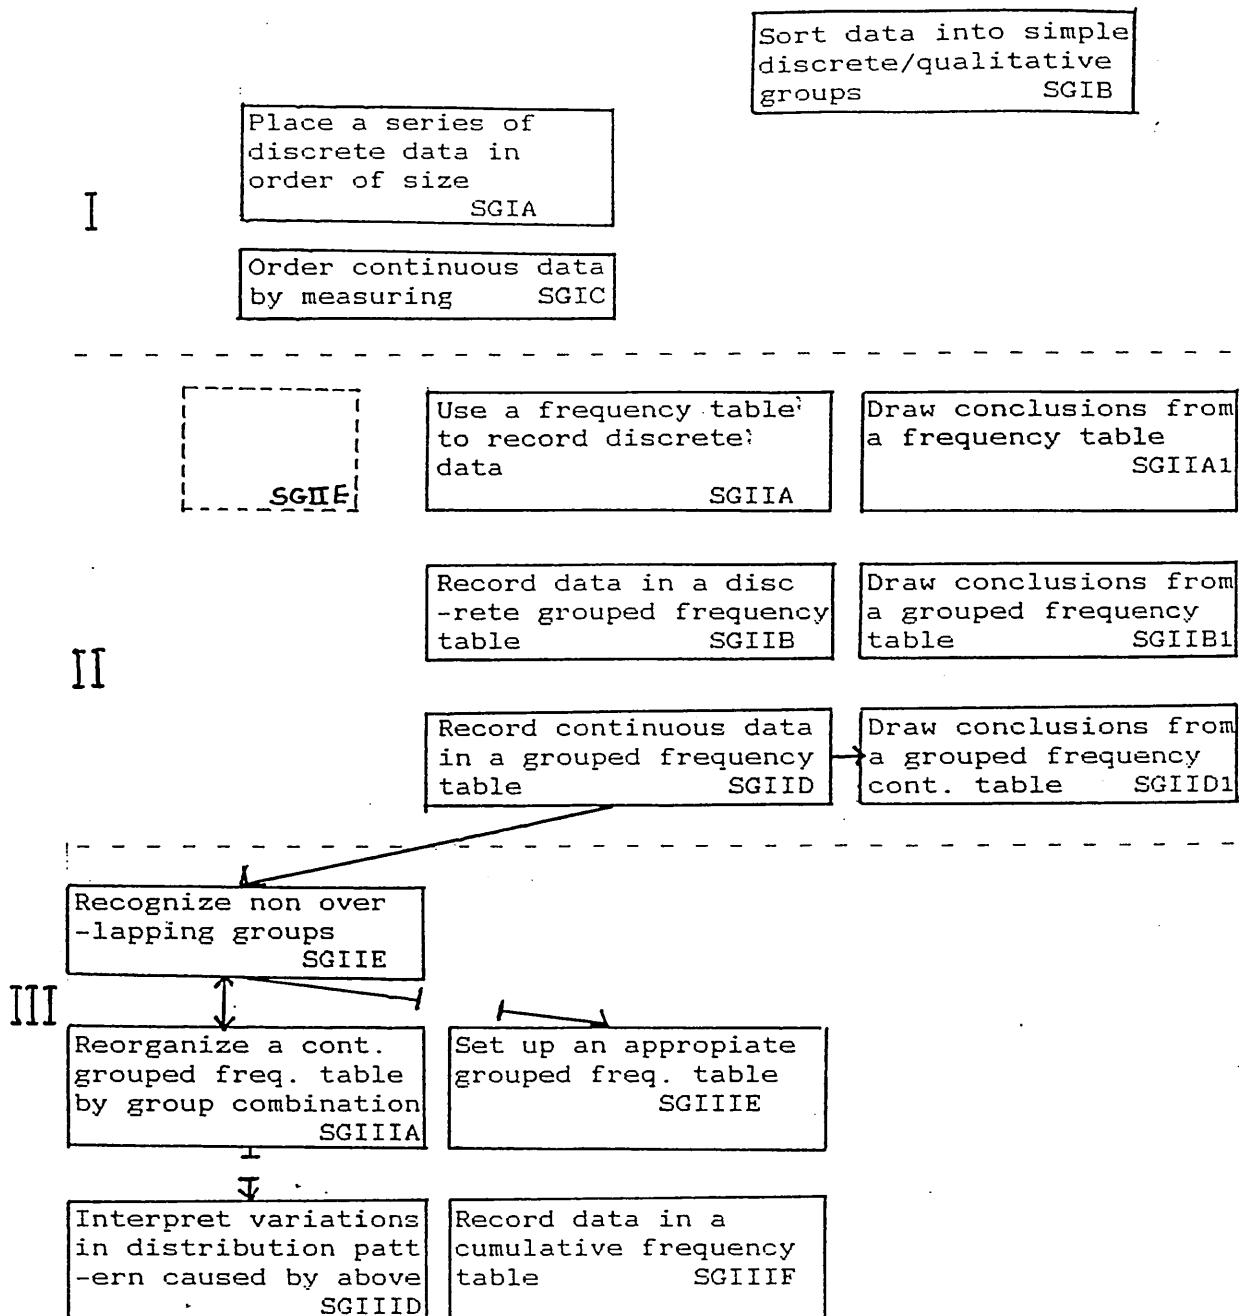 Sort data into simple
discrete/qualitative
groups SGIB
Place a series of
discrete data in
order of size
SGIA
I
Order continuous data
by measuring SGIC
SGIIE
Use a frequency table
to record discrete
data
SGIIA
Draw conclusions from
a frequency table
SGIIA1
Record data in a disc
-rete grouped frequency
table SGIIB
Draw conclusions from
a grouped frequency
table SGIIB1
II
Record continuous data
in a grouped frequency
table SGIID
Draw conclusions from
a grouped frequency
cont. table SGIID1
Recognize non over
-lapping groups
SGIIE
III
Reorganize a cont.
grouped freq. table
by group combination
SGIIIA
Set up an appropiate
grouped freq. table
SGIIIE
Interpret variations
in distribution patt
-ern caused by above
SGIIID
Record data in a
cumulative frequency
table SGIIIF